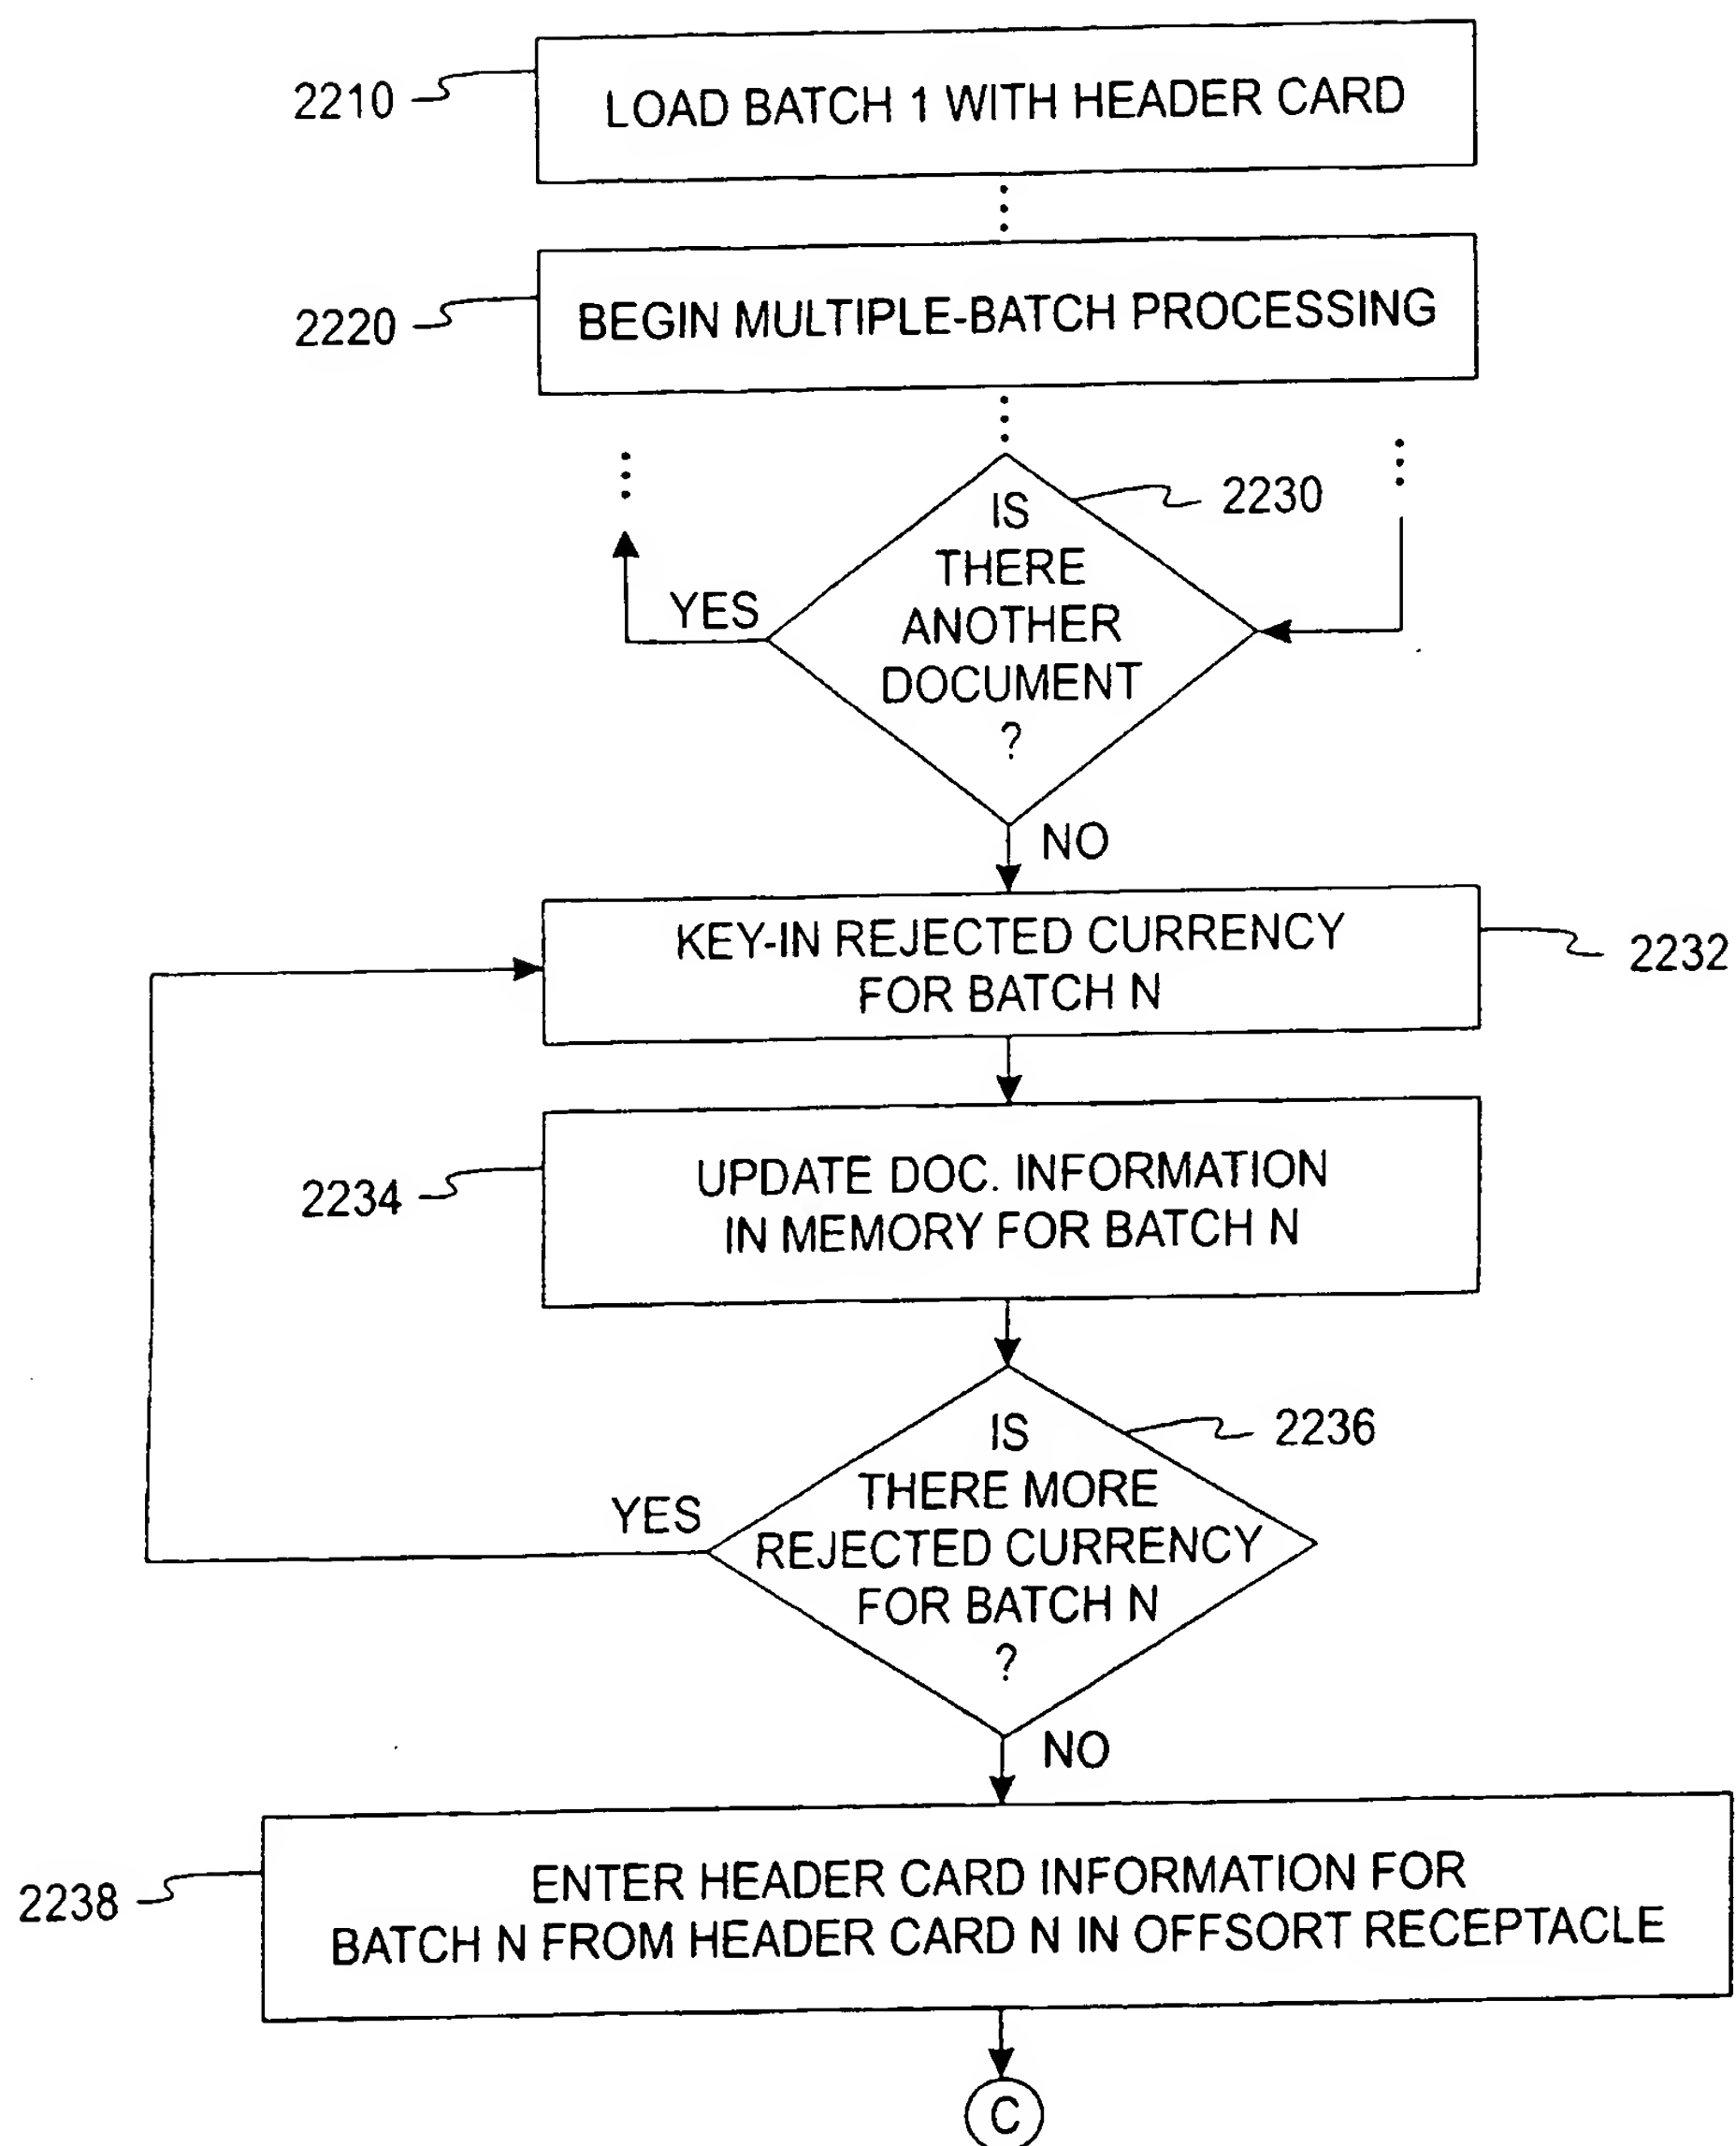 2210
LOAD BATCH 1 WITH HEADER CARD
2220
BEGIN MULTIPLE-BATCH PROCESSING
2230
IS
THERE
ANOTHER
DOCUMENT
?
YES
NO
KEY-IN REJECTED CURRENCY
FOR BATCH N
2232
2234
UPDATE DOC. INFORMATION
IN MEMORY FOR BATCH N
2236
IS
THERE MORE
REJECTED CURRENCY
FOR BATCH N
?
YES
NO
2238
ENTER HEADER CARD INFORMATION FOR
BATCH N FROM HEADER CARD N IN OFFSORT RECEPTACLE
C